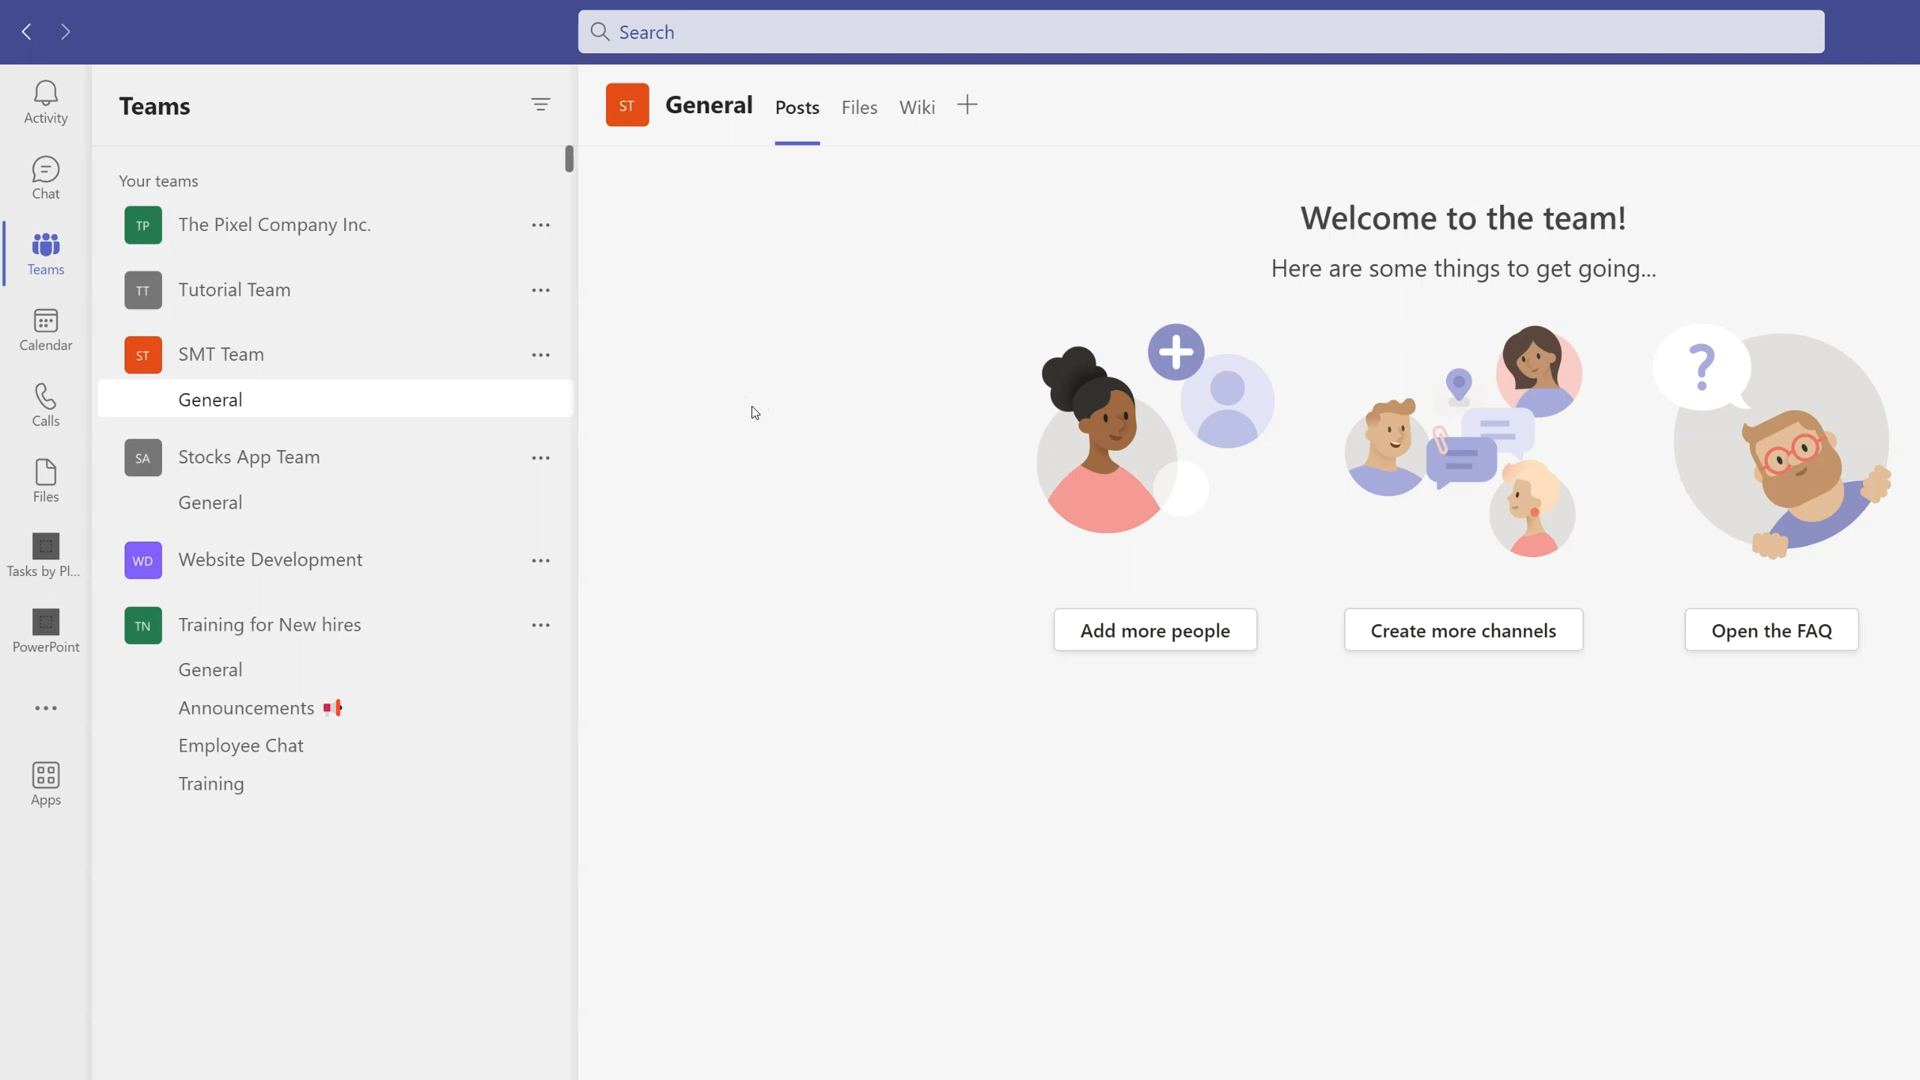 Search
Activity
Chat
Teams
Calendar
Calls
Files
Tasks by Pl...
PowerPoint
Apps
Teams
Your teams
TP The Pixel Company Inc.
TT Tutorial Team
ST SMT Team
General
SA Stocks App Team
General
WD Website Development
TN Training for New hires
General
Announcements
Employee Chat
Training
ST General Posts Files Wiki
Welcome to the team!
Here are some things to get going...
?
Add more people Create more channels Open the FAQ